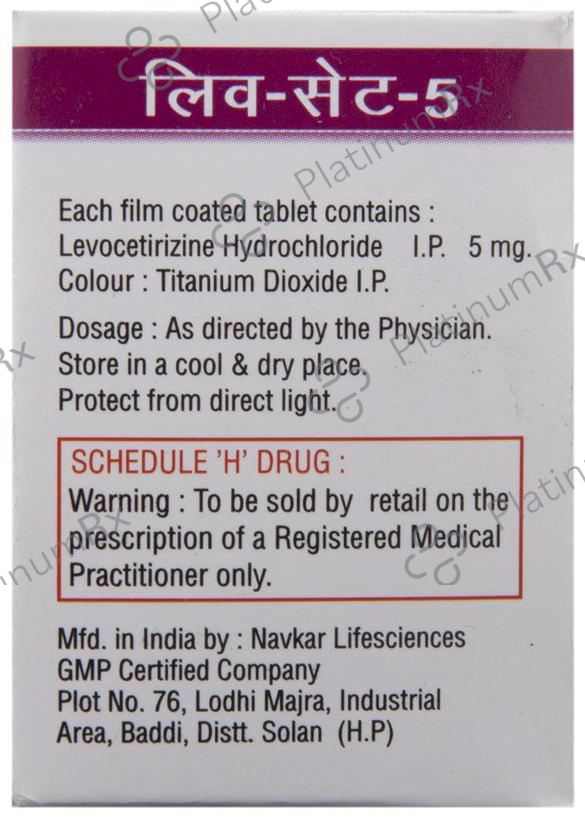 लिव-सेट-5
Each film coated tablet contains :
Levocetirizine Hydrochloride I.P. 5 mg.
Colour : Titanium Dioxide I.P.
Dosage : As directed by the Physician.
Store in a cool & dry place.
Protect from direct light.
SCHEDULE 'H' DRUG :
Warning : To be sold by retail on the
prescription of a Registered Medical
Practitioner only.
Mfd. in India by : Navkar Lifesciences
GMP Certified Company
Plot No. 76, Lodhi Majra, Industrial
Area, Baddi, Distt. Solan (H.P)
PlatinumRx
PlatinumRx